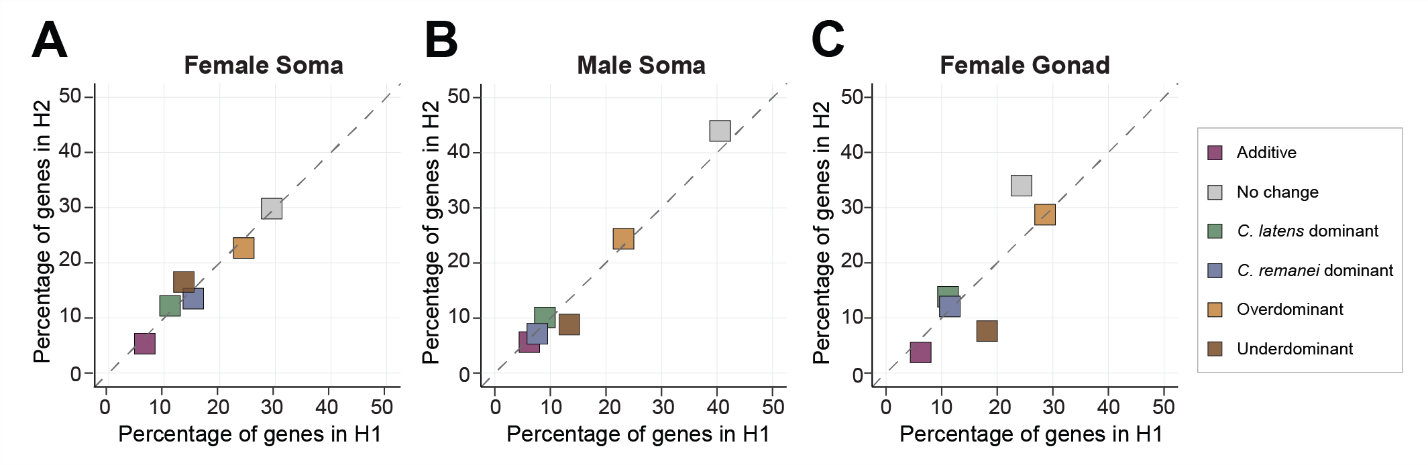 A
Female Soma
Percentage of genes in H2
50
40
30
20
10
0
0 10 20 30 40 50
Percentage of genes in H1
B
Male Soma
Percentage of genes in H2
50
40
30
20
10
0
0 10 20 30 40 50
Percentage of genes in H1
C
Female Gonad
Percentage of genes in H2
50
40
30
20
10
0
0 10 20 30 40 50
Percentage of genes in H1
Additive
No change
C. latens dominant
C. remanei dominant
Overdominant
Underdominant